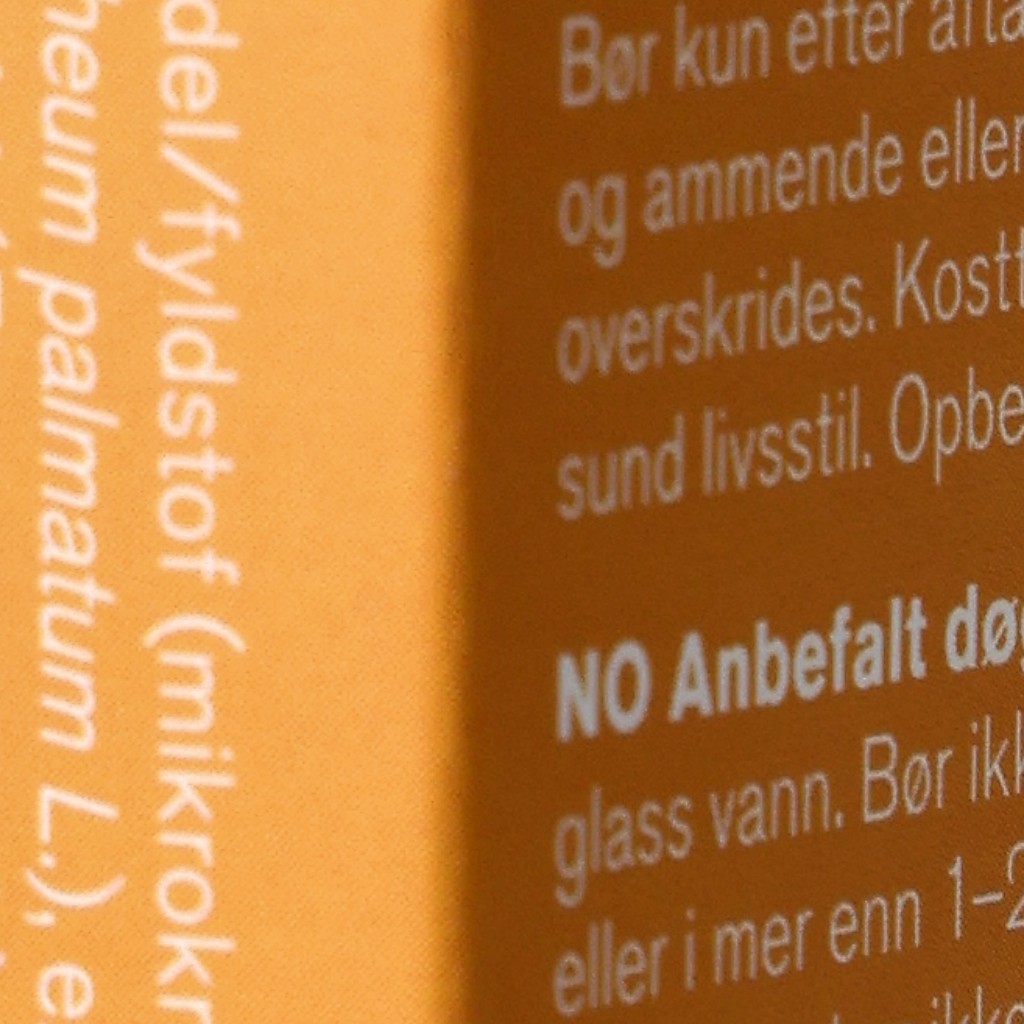 del/fyldstof (mikrokr
heum palmatum L.), e
Bør kun efter afta
og ammende eller
overskrides. Kostt
sund livsstil. Opbe
NO Anbefalt døg
glass vann. Bør ikk
eller i mer enn 1–2
ikke